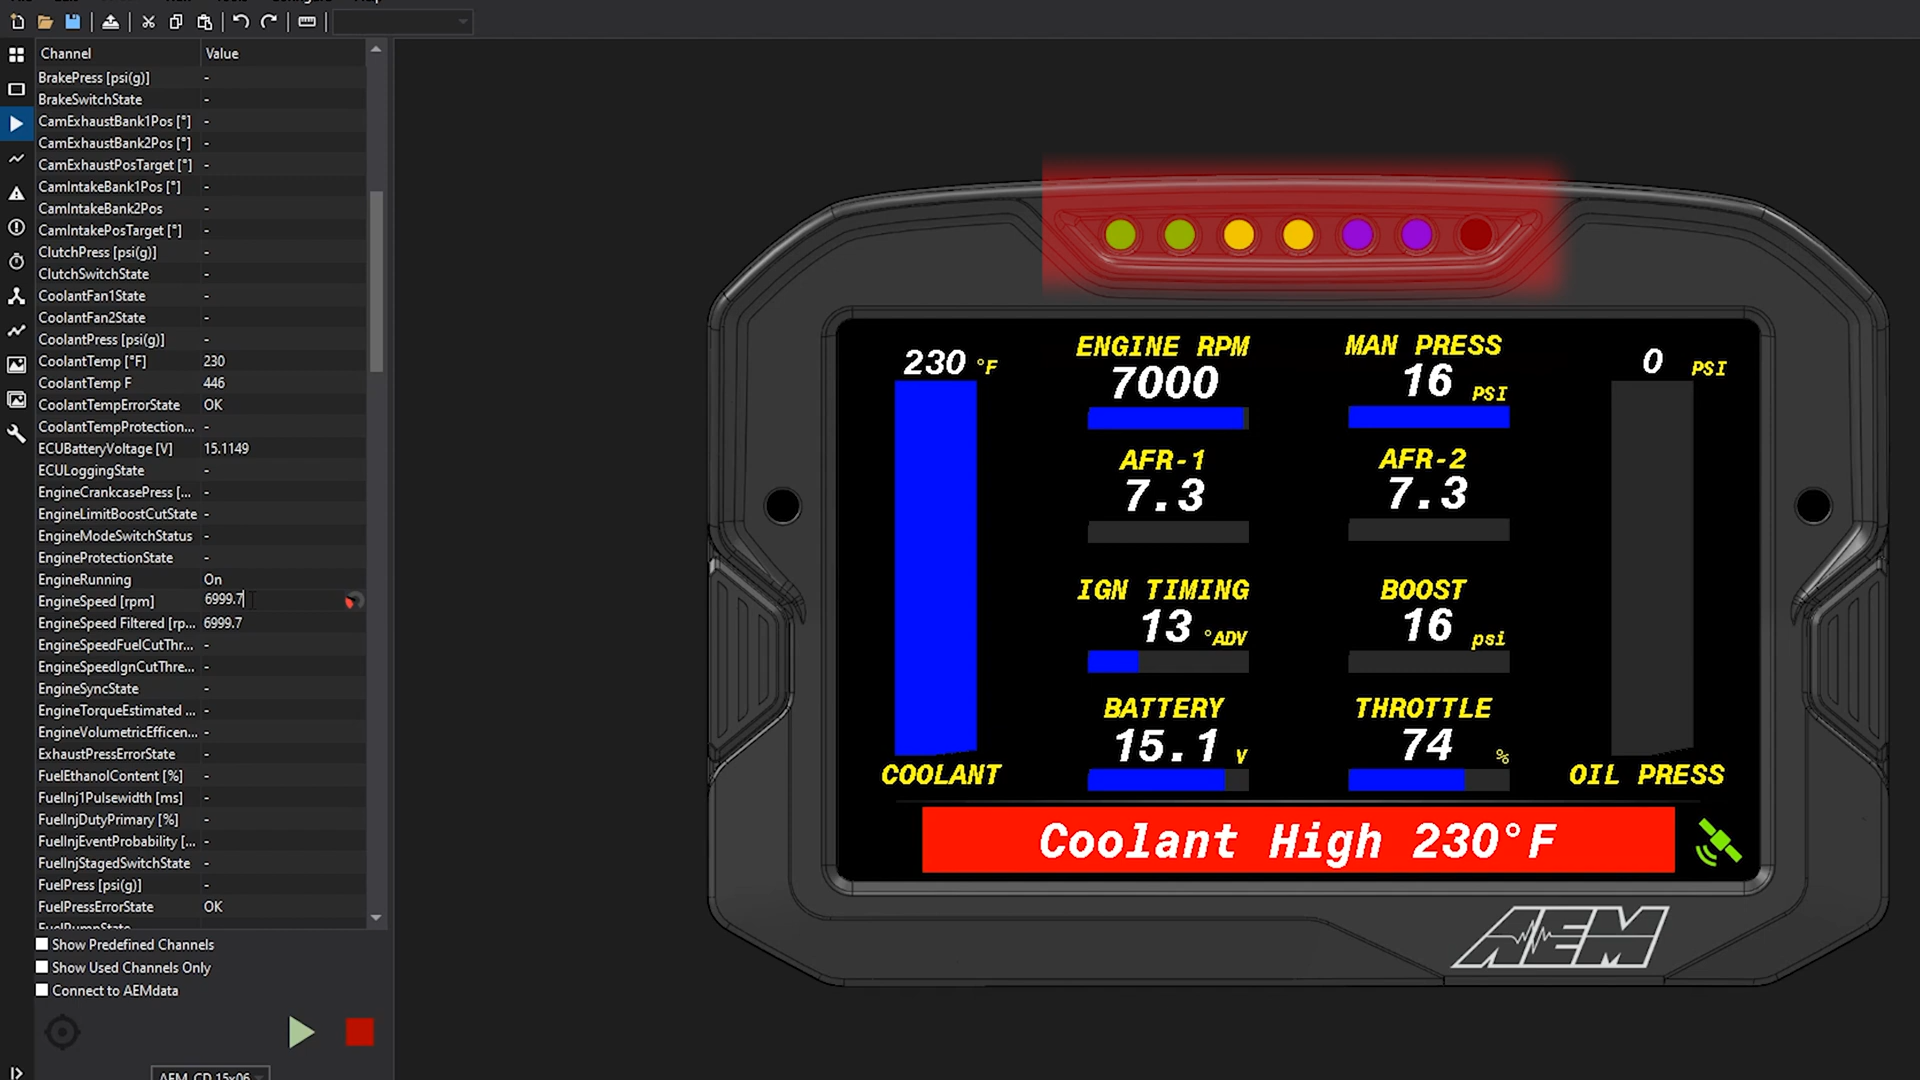 Channel Value
BrakePress [psi(g)] -
BrakeSwitchState -
CamExhaustBank1Pos [°] -
CamExhaustBank2Pos [°] -
CamExhaustPosTarget [°] -
CamIntakeBank1Pos [°] -
CamIntakeBank2Pos -
CamIntakePosTarget [°] -
ClutchPress [psi(g)] -
ClutchSwitchState -
CoolantFan1State -
CoolantFan2State -
CoolantPress [psi(g)] -
CoolantTemp [°F] 230
CoolantTemp F 446
CoolantTempErrorState OK
CoolantTempProtection... -
ECUBatteryVoltage [V] 15.1149
ECULoggingState -
EngineCrankcasePress [... -
EngineLimitBoostCutState -
EngineModeSwitchStatus -
EngineProtectionState -
EngineRunning On
EngineSpeed [rpm] 6999.7
EngineSpeed Filtered [rp... 6999.7
EngineSpeedFuelCutThr... -
EngineSpeedIgnCutThre... -
EngineSyncState -
EngineTorqueEstimated ... -
EngineVolumetricEfficen... -
ExhaustPressErrorState -
FuelEthanolContent [%] -
FuelInj1Pulsewidth [ms] -
FuelInjDutyPrimary [%] -
FuelInjEventProbability [... -
FuelInjStagedSwitchState -
FuelPress [psi(g)] -
FuelPressErrorState OK
Show Predefined Channels
Show Used Channels Only
Connect to AEMdata
AEM_CD 15x06
230 °F
ENGINE RPM
7000
MAN PRESS
16 PSI
0 PSI
AFR-1
7.3
AFR-2
7.3
IGN TIMING
13 °ADV
BOOST
16 psi
BATTERY
15.1 V
THROTTLE
74 %
COOLANT
OIL PRESS
Coolant High 230°F
AEM